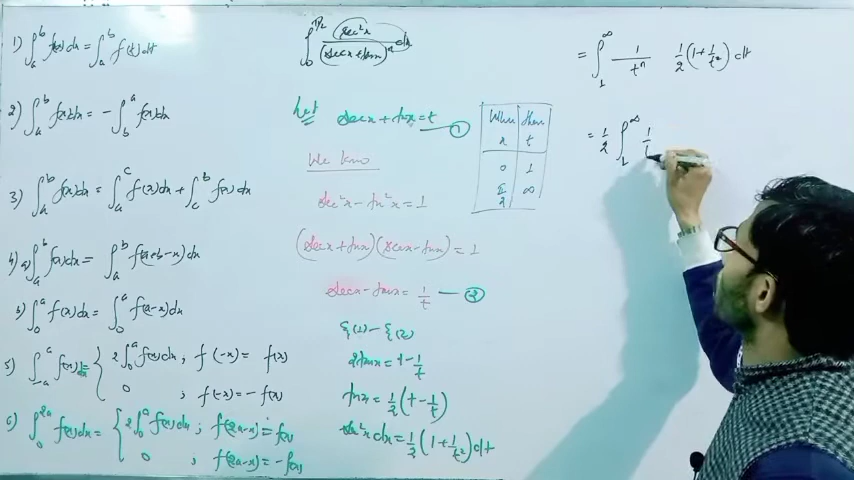 1) ∫_a^b f(x)dx = ∫_a^b f(t)dt
2) ∫_a^b f(x)dx = -∫_b^a f(x)dx
3) ∫_a^b f(x)dx = ∫_a^c f(x)dx + ∫_c^b f(x)dx
4) a) ∫_a^b f(x)dx = ∫_a^b f(a+b-x)dx
b) ∫_0^a f(x)dx = ∫_0^a f(a-x)dx
5) ∫_{-a}^a f(x)dx = { 2∫_0^a f(x)dx ; f(-x) = f(x)
0 ; f(-x) = -f(x)
6) ∫_0^{2a} f(x)dx = { 2∫_0^a f(x)dx ; f(2a-x) = f(x)
0 ; f(2a-x) = -f(x)
∫_0^{π/2} sec²x / (secx+tanx)^n dx
Let secx + tanx = t —①
We kno
sec²x - tan²x = 1
(secx+tanx)(secx-tanx) = 1
secx - tanx = 1/t —②
ξ(1) - ξ(2)
2tanx = t - 1/t
tanx = 1/2 (t - 1/t)
sec²x dx = 1/2 (1 + 1/t²) dt
When then
x t
0 1
π/2 ∞
= ∫_1^∞ 1/t^n 1/2 (1 + 1/t²) dt
= 1/2 ∫_1^∞ 1/t